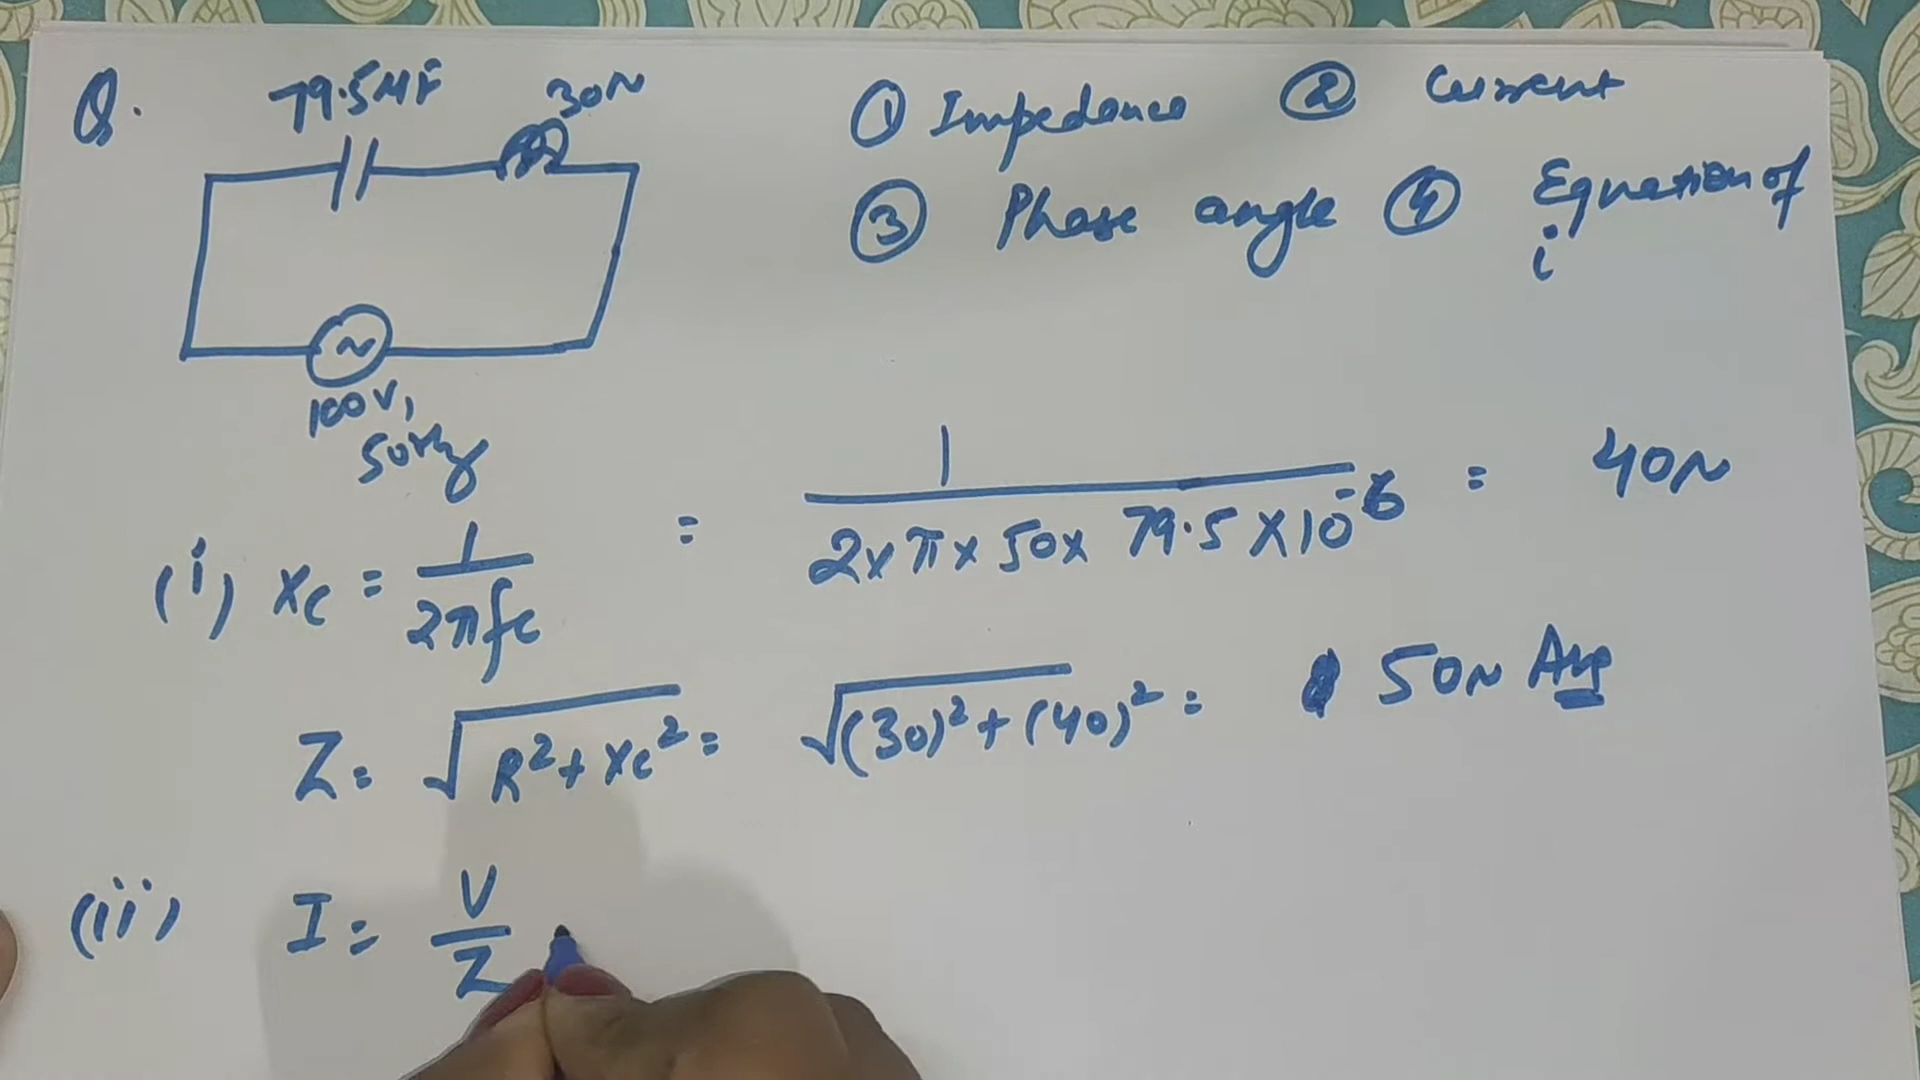 Q.
79.5μF 30Ω
100V,
50Hz
① Impedance ② Current
③ Phase angle ④ Equation of
i
(i) Xc = 1/2πfc = 1/2×π×50×79.5×10^-6 = 40Ω
Z = √R²+Xc² = √(30)²+(40)² = 50Ω Ans
(ii) I = V/Z